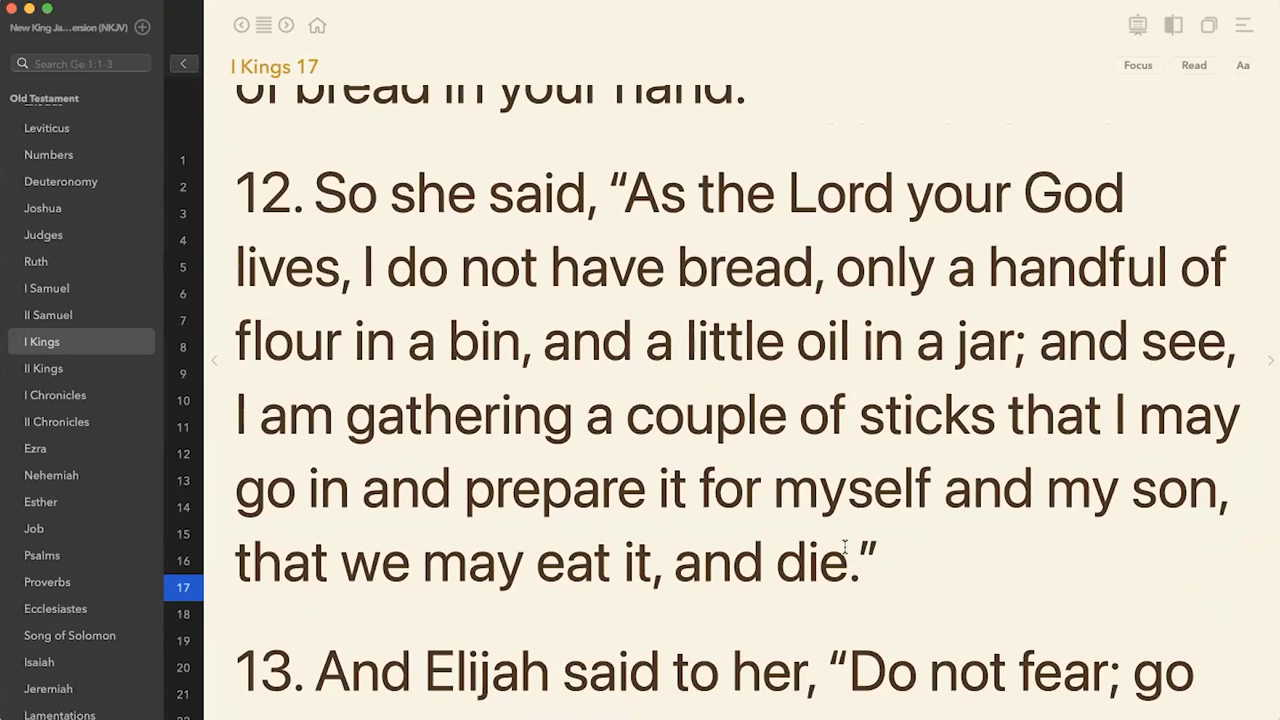 New King Ja...ersion (NKJV)
Search Ge 1:1-3
Old Testament
Leviticus
Numbers
Deuteronomy
Joshua
Judges
Ruth
I Samuel
II Samuel
I Kings
II Kings
I Chronicles
II Chronicles
Ezra
Nehemiah
Esther
Job
Psalms
Proverbs
Ecclesiastes
Song of Solomon
Isaiah
Jeremiah
Lamentations
1
2
3
4
5
6
7
8
9
10
11
12
13
14
15
16
17
18
19
20
21
I Kings 17
Focus
Read
Aa
of bread in your hand.
12. So she said, “As the Lord your God
lives, I do not have bread, only a handful of
flour in a bin, and a little oil in a jar; and see,
I am gathering a couple of sticks that I may
go in and prepare it for myself and my son,
that we may eat it, and die.”
13. And Elijah said to her, “Do not fear; go